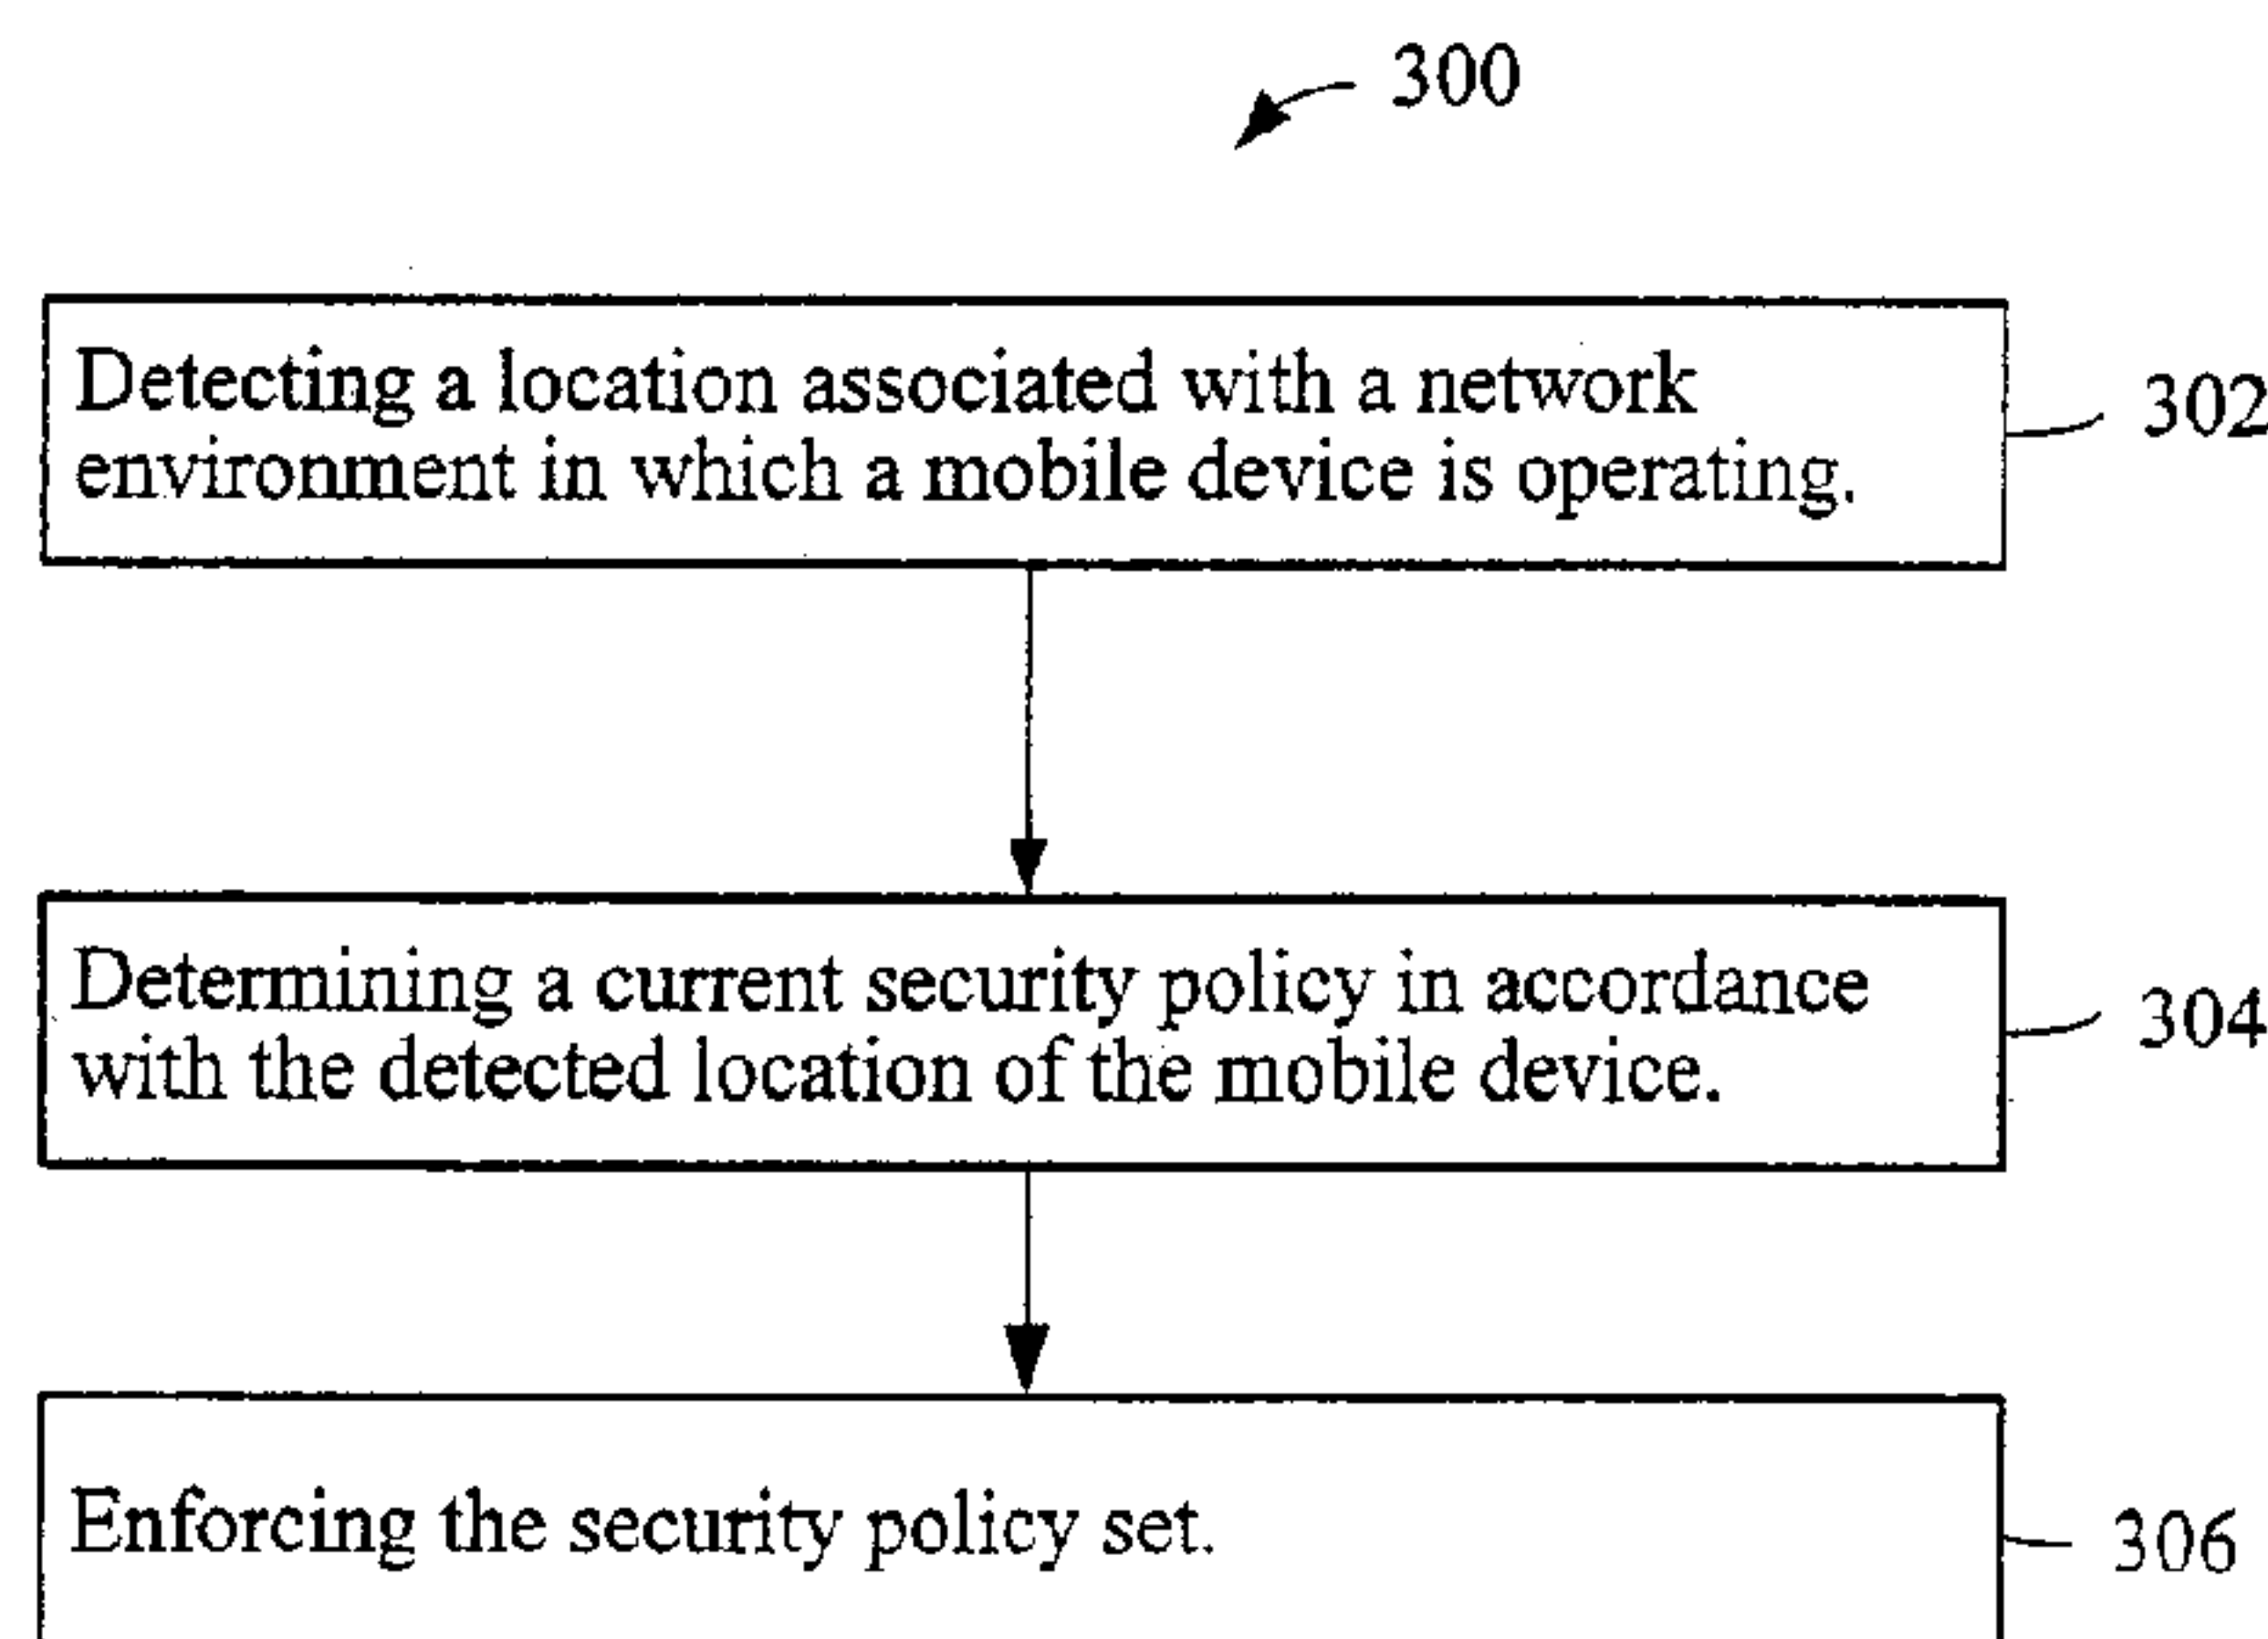 300
Detecting a location associated with a network
environment in which a mobile device is operating.
302
Determining a current security policy in accordance
with the detected location of the mobile device.
304
Enforcing the security policy set.
306